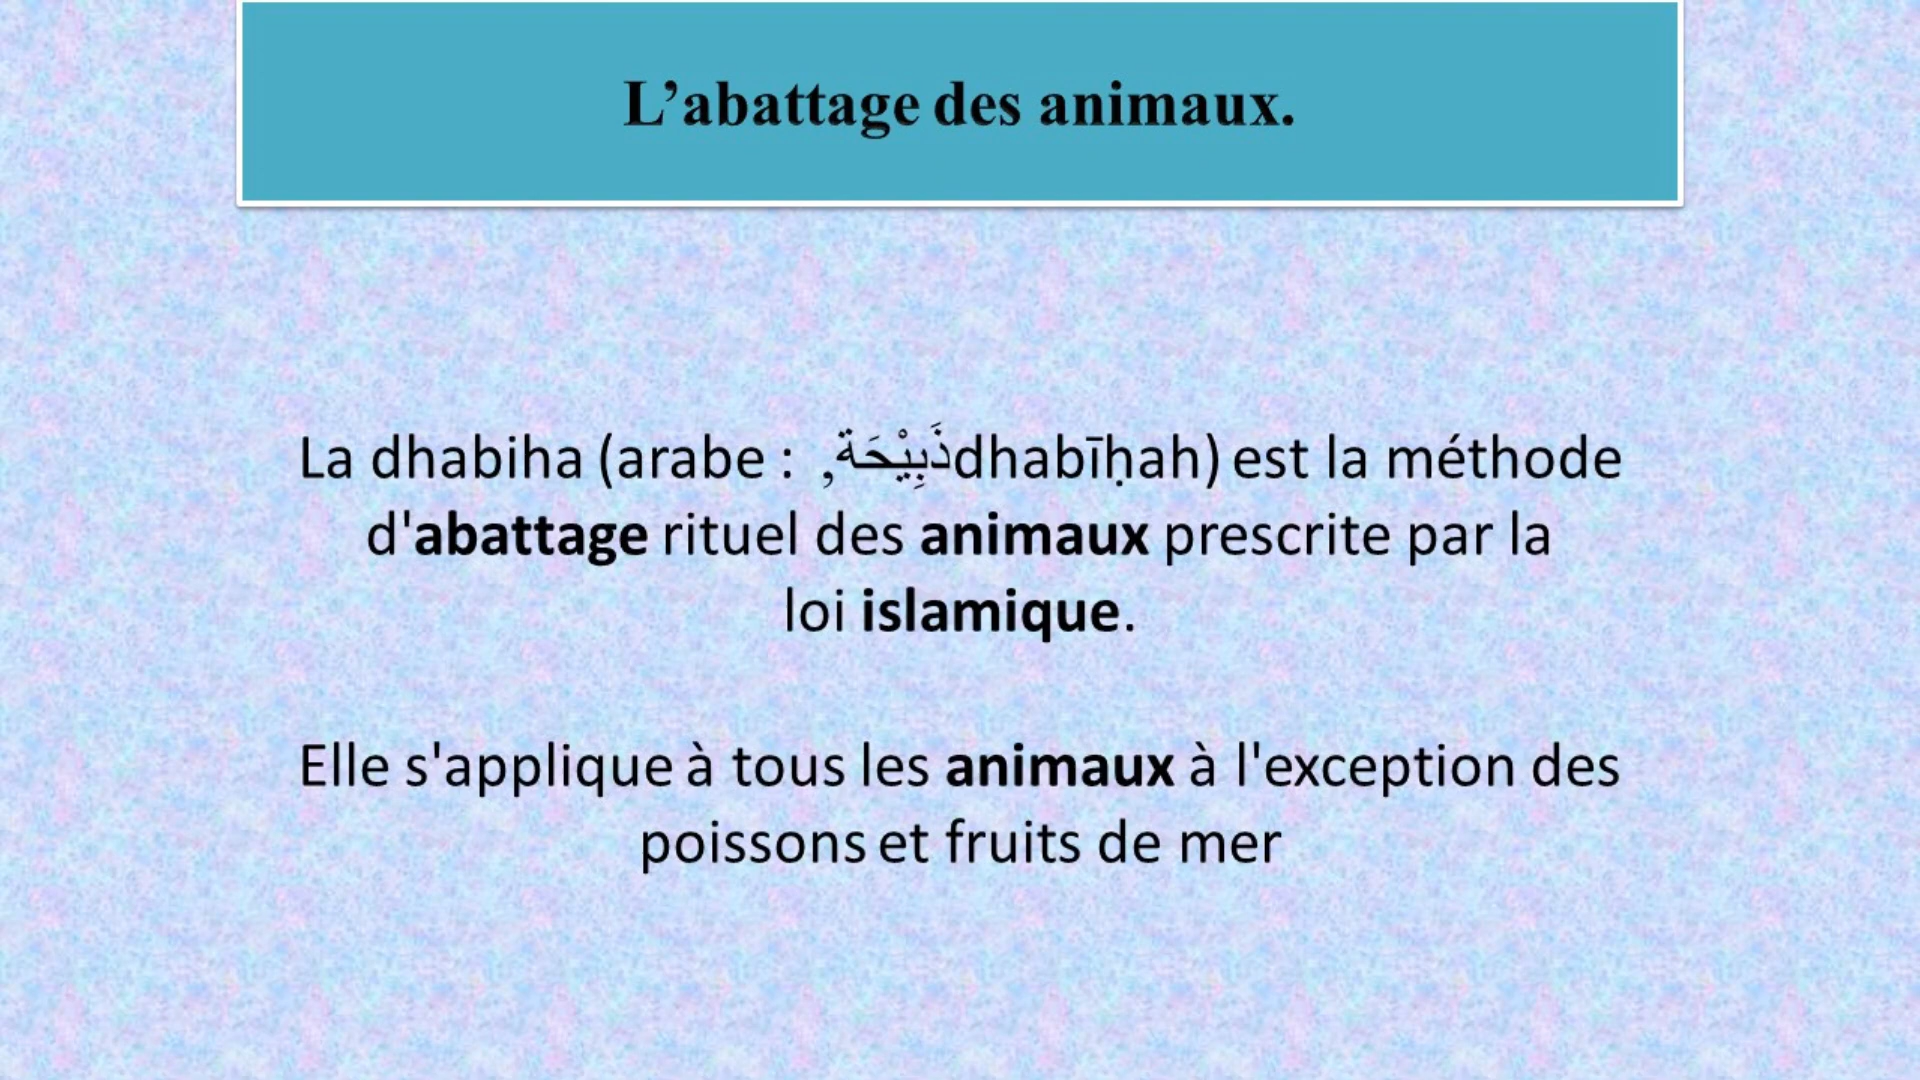 L’abattage des animaux.
La dhabiha (arabe : ذَبِيْحَة, dhabīḥah) est la méthode
d'abattage rituel des animaux prescrite par la
loi islamique.
Elle s'applique à tous les animaux à l'exception des
poissons et fruits de mer